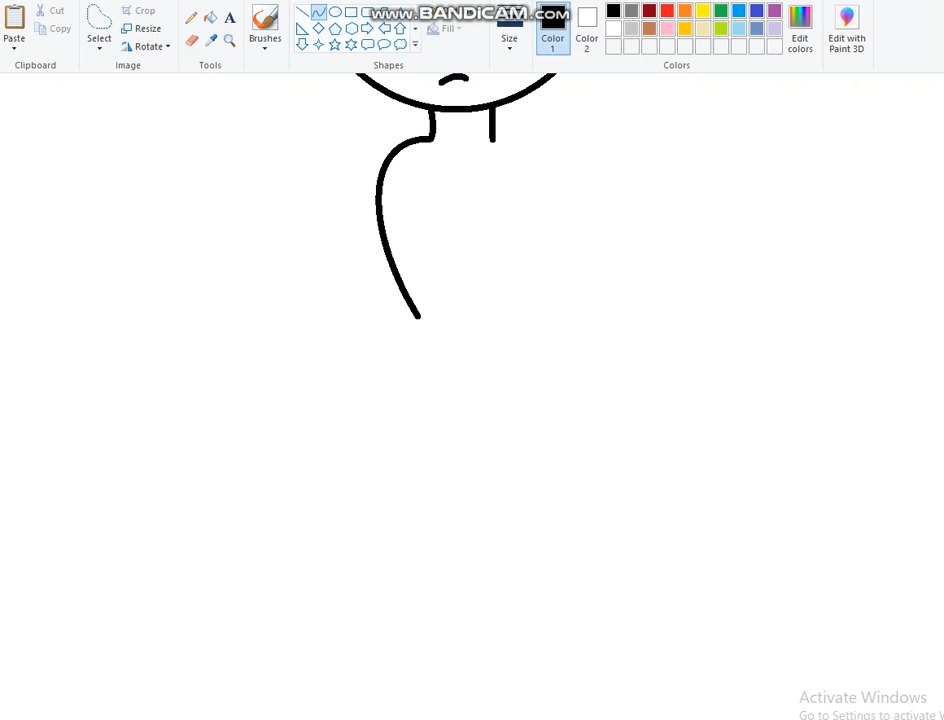 www.BANDICAM.com
Paste
Cut
Copy
Clipboard
Select
Crop
Resize
Rotate
Image
Tools
Brushes
Shapes
Fill
Size
Color
1
Color
2
Edit
colors
Colors
Edit with
Paint 3D
Activate Windows
Go to Settings to activate W